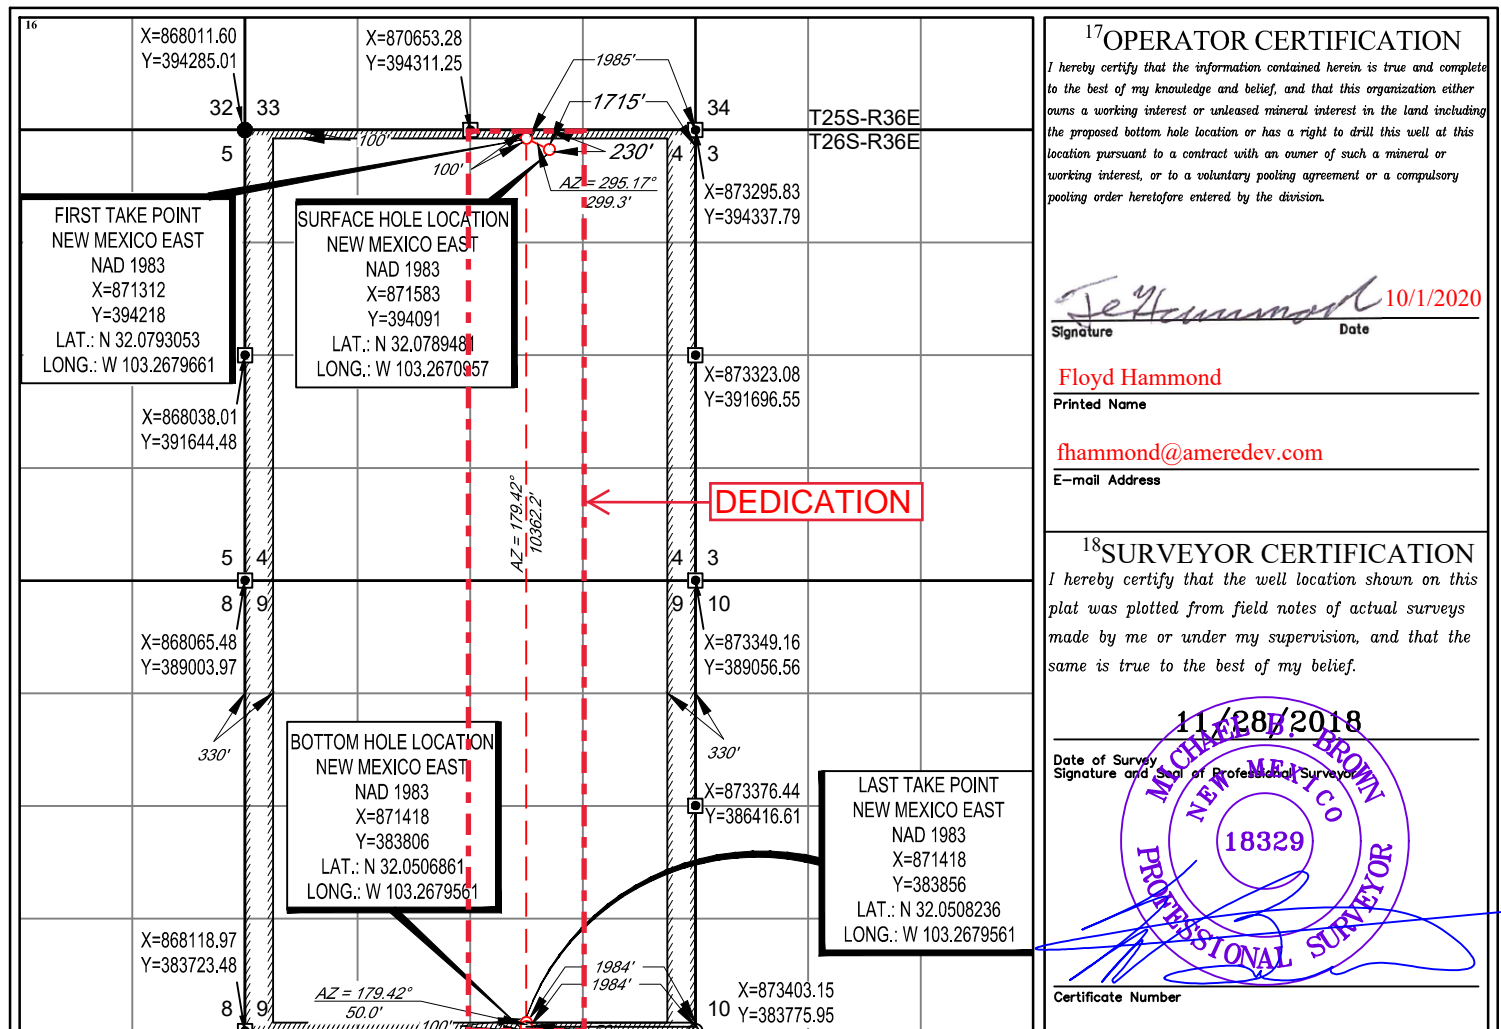 16
X=868011.60
Y=394285.01
X=870653.28
Y=394311.25
1985'
1715'
32 33
34
T25S-R36E
5
100'
100'
230'
4 3
T26S-R36E
AZ = 295.17°
299.3'
X=873295.83
Y=394337.79
FIRST TAKE POINT
NEW MEXICO EAST
NAD 1983
X=871312
Y=394218
LAT.: N 32.0793053
LONG.: W 103.2679661
SURFACE HOLE LOCATION
NEW MEXICO EAST
NAD 1983
X=871583
Y=394091
LAT.: N 32.0789481
LONG.: W 103.2670957
X=868038.01
Y=391644.48
X=873323.08
Y=391696.55
AZ = 179.42°
10362.2'
DEDICATION
5 4
4 3
8 9
9 10
X=868065.48
Y=389003.97
X=873349.16
Y=389056.56
330'
330'
BOTTOM HOLE LOCATION
NEW MEXICO EAST
NAD 1983
X=871418
Y=383806
LAT.: N 32.0506861
LONG.: W 103.2679561
X=873376.44
Y=386416.61
LAST TAKE POINT
NEW MEXICO EAST
NAD 1983
X=871418
Y=383856
LAT.: N 32.0508236
LONG.: W 103.2679561
X=868118.97
Y=383723.48
8 9
AZ = 179.42°
50.0'
100'
1984'
1984'
10
X=873403.15
Y=383775.95
17 OPERATOR CERTIFICATION
I hereby certify that the information contained herein is true and complete
to the best of my knowledge and belief, and that this organization either
owns a working interest or unleased mineral interest in the land including
the proposed bottom hole location or has a right to drill this well at this
location pursuant to a contract with an owner of such a mineral or
working interest, or to a voluntary pooling agreement or a compulsory
pooling order heretofore entered by the division.
10/1/2020
Signature Date
Floyd Hammond
Printed Name
fhammond@ameredev.com
E-mail Address
18 SURVEYOR CERTIFICATION
I hereby certify that the well location shown on this
plat was plotted from field notes of actual surveys
made by me or under my supervision, and that the
same is true to the best of my belief.
11/28/2018
Date of Survey
Signature and Seal of Professional Surveyor
MICHAEL B. BROWN
NEW MEXICO
18329
PROFESSIONAL SURVEYOR
Certificate Number